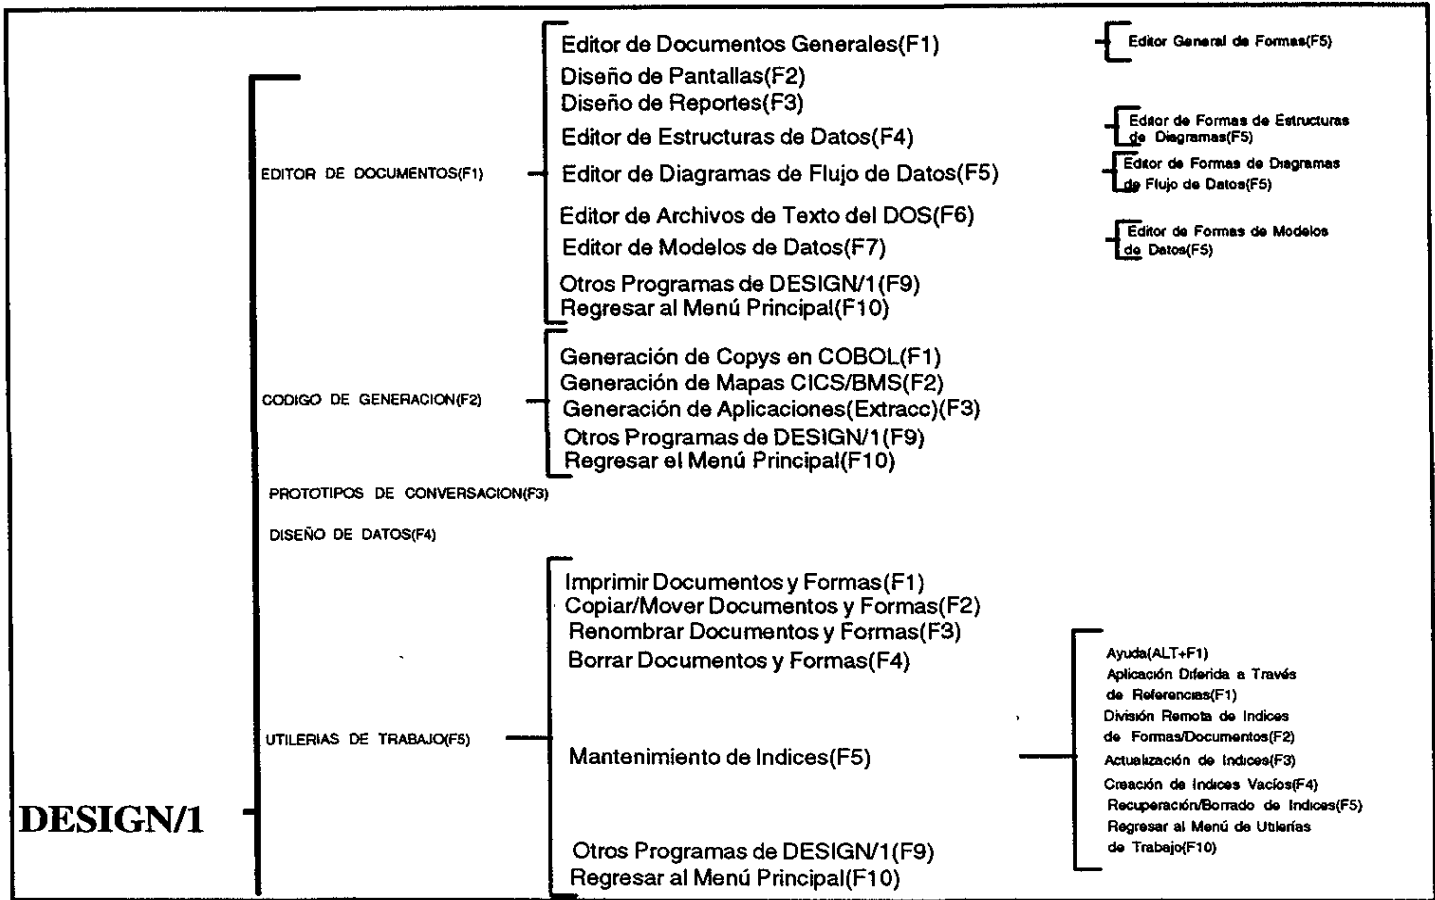 DESIGN/1
EDITOR DE DOCUMENTOS(F1)
Editor de Documentos Generales(F1)
Editor General de Formas(F5)
Diseño de Pantallas(F2)
Diseño de Reportes(F3)
Editor de Estructuras de Datos(F4)
Editor de Formas de Estructuras
de Diagramas(F5)
Editor de Diagramas de Flujo de Datos(F5)
Editor de Formas de Diagramas
de Flujo de Datos(F5)
Editor de Archivos de Texto del DOS(F6)
Editor de Modelos de Datos(F7)
Editor de Formas de Modelos
de Datos(F5)
Otros Programas de DESIGN/1(F9)
Regresar al Menú Principal(F10)
CODIGO DE GENERACION(F2)
Generación de Copys en COBOL(F1)
Generación de Mapas CICS/BMS(F2)
Generación de Aplicaciones(Extracc)(F3)
Otros Programas de DESIGN/1(F9)
Regresar el Menú Principal(F10)
PROTOTIPOS DE CONVERSACION(F3)
DISEÑO DE DATOS(F4)
UTILERIAS DE TRABAJO(F5)
Imprimir Documentos y Formas(F1)
Copiar/Mover Documentos y Formas(F2)
Renombrar Documentos y Formas(F3)
Borrar Documentos y Formas(F4)
Mantenimiento de Indices(F5)
Ayuda(ALT+F1)
Aplicación Diferida a Través
de Referencias(F1)
División Remota de Indices
de Formas/Documentos(F2)
Actualización de Indices(F3)
Creación de Indices Vacíos(F4)
Recuperación/Borrado de Indices(F5)
Regresar al Menú de Utilerías
de Trabajo(F10)
Otros Programas de DESIGN/1(F9)
Regresar al Menú Principal(F10)